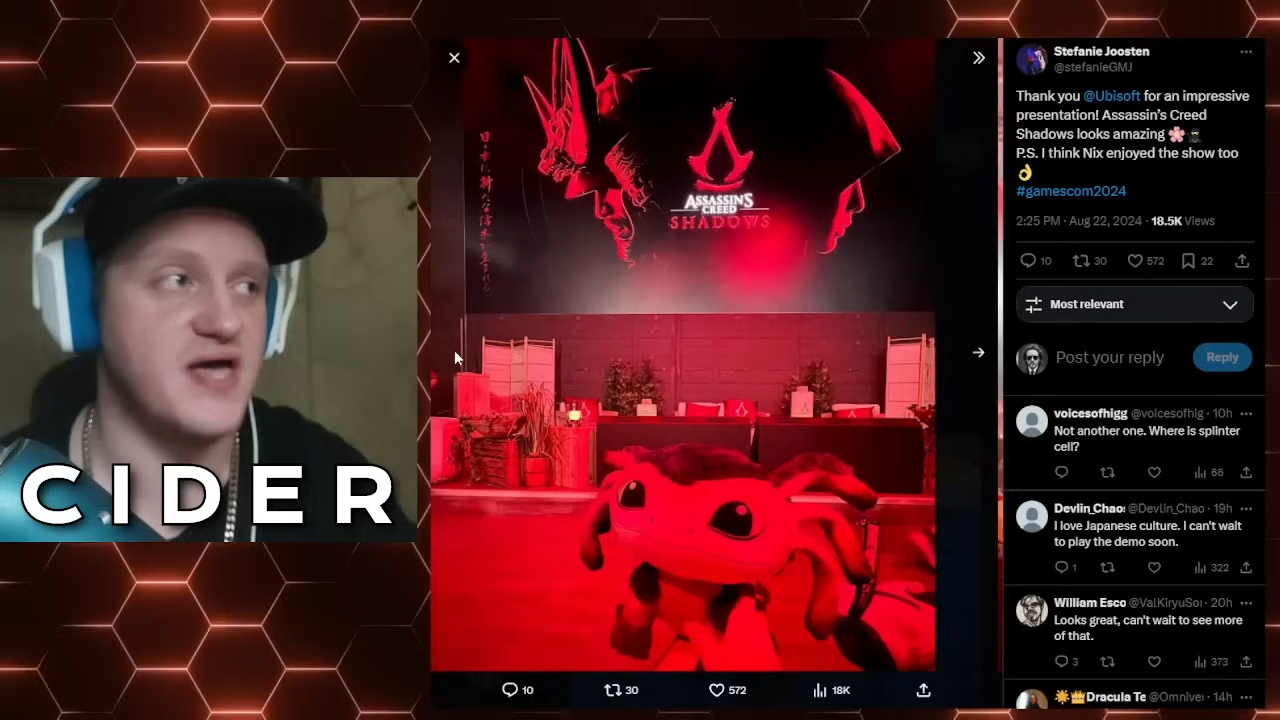 ASSASSIN'S
CREED
SHADOWS
CIDER
10
30
572
18K
Stefanie Joosten
@stefanieGMJ
Thank you @Ubisoft for an impressive
presentation! Assassin's Creed
Shadows looks amazing 🌸🥷
P.S. I think Nix enjoyed the show too
👌
#gamescom2024
2:25 PM · Aug 22, 2024 · 18.5K Views
10 30 572 22
Most relevant
Post your reply
Reply
voicesofhigg @voicesofhig · 10h
Not another one. Where is splinter
cell?
66
Devlin_Chao @Devlin_Chao · 19h
I love Japanese culture. I can't wait
to play the demo soon.
1 322
William Esco @ValKiryuSo · 20h
Looks great, can't wait to see more
of that.
3 373
☀️👑Dracula Te @Omniver · 14h